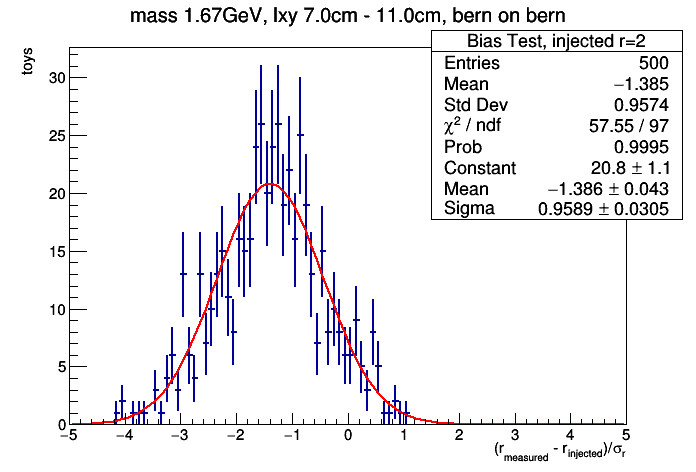 mass 1.67GeV, lxy 7.0cm - 11.0cm, bern on bern
Bias Test, injected r=2
Entries 500
Mean −1.385
Std Dev 0.9574
χ² / ndf 57.55 / 97
Prob 0.9995
Constant 20.8 ± 1.1
Mean −1.386 ± 0.043
Sigma 0.9589 ± 0.0305
toys
30
25
20
15
10
5
0
−5 −4 −3 −2 −1 0 1 2 3 4 5
(r_measured - r_injected)/σ_r